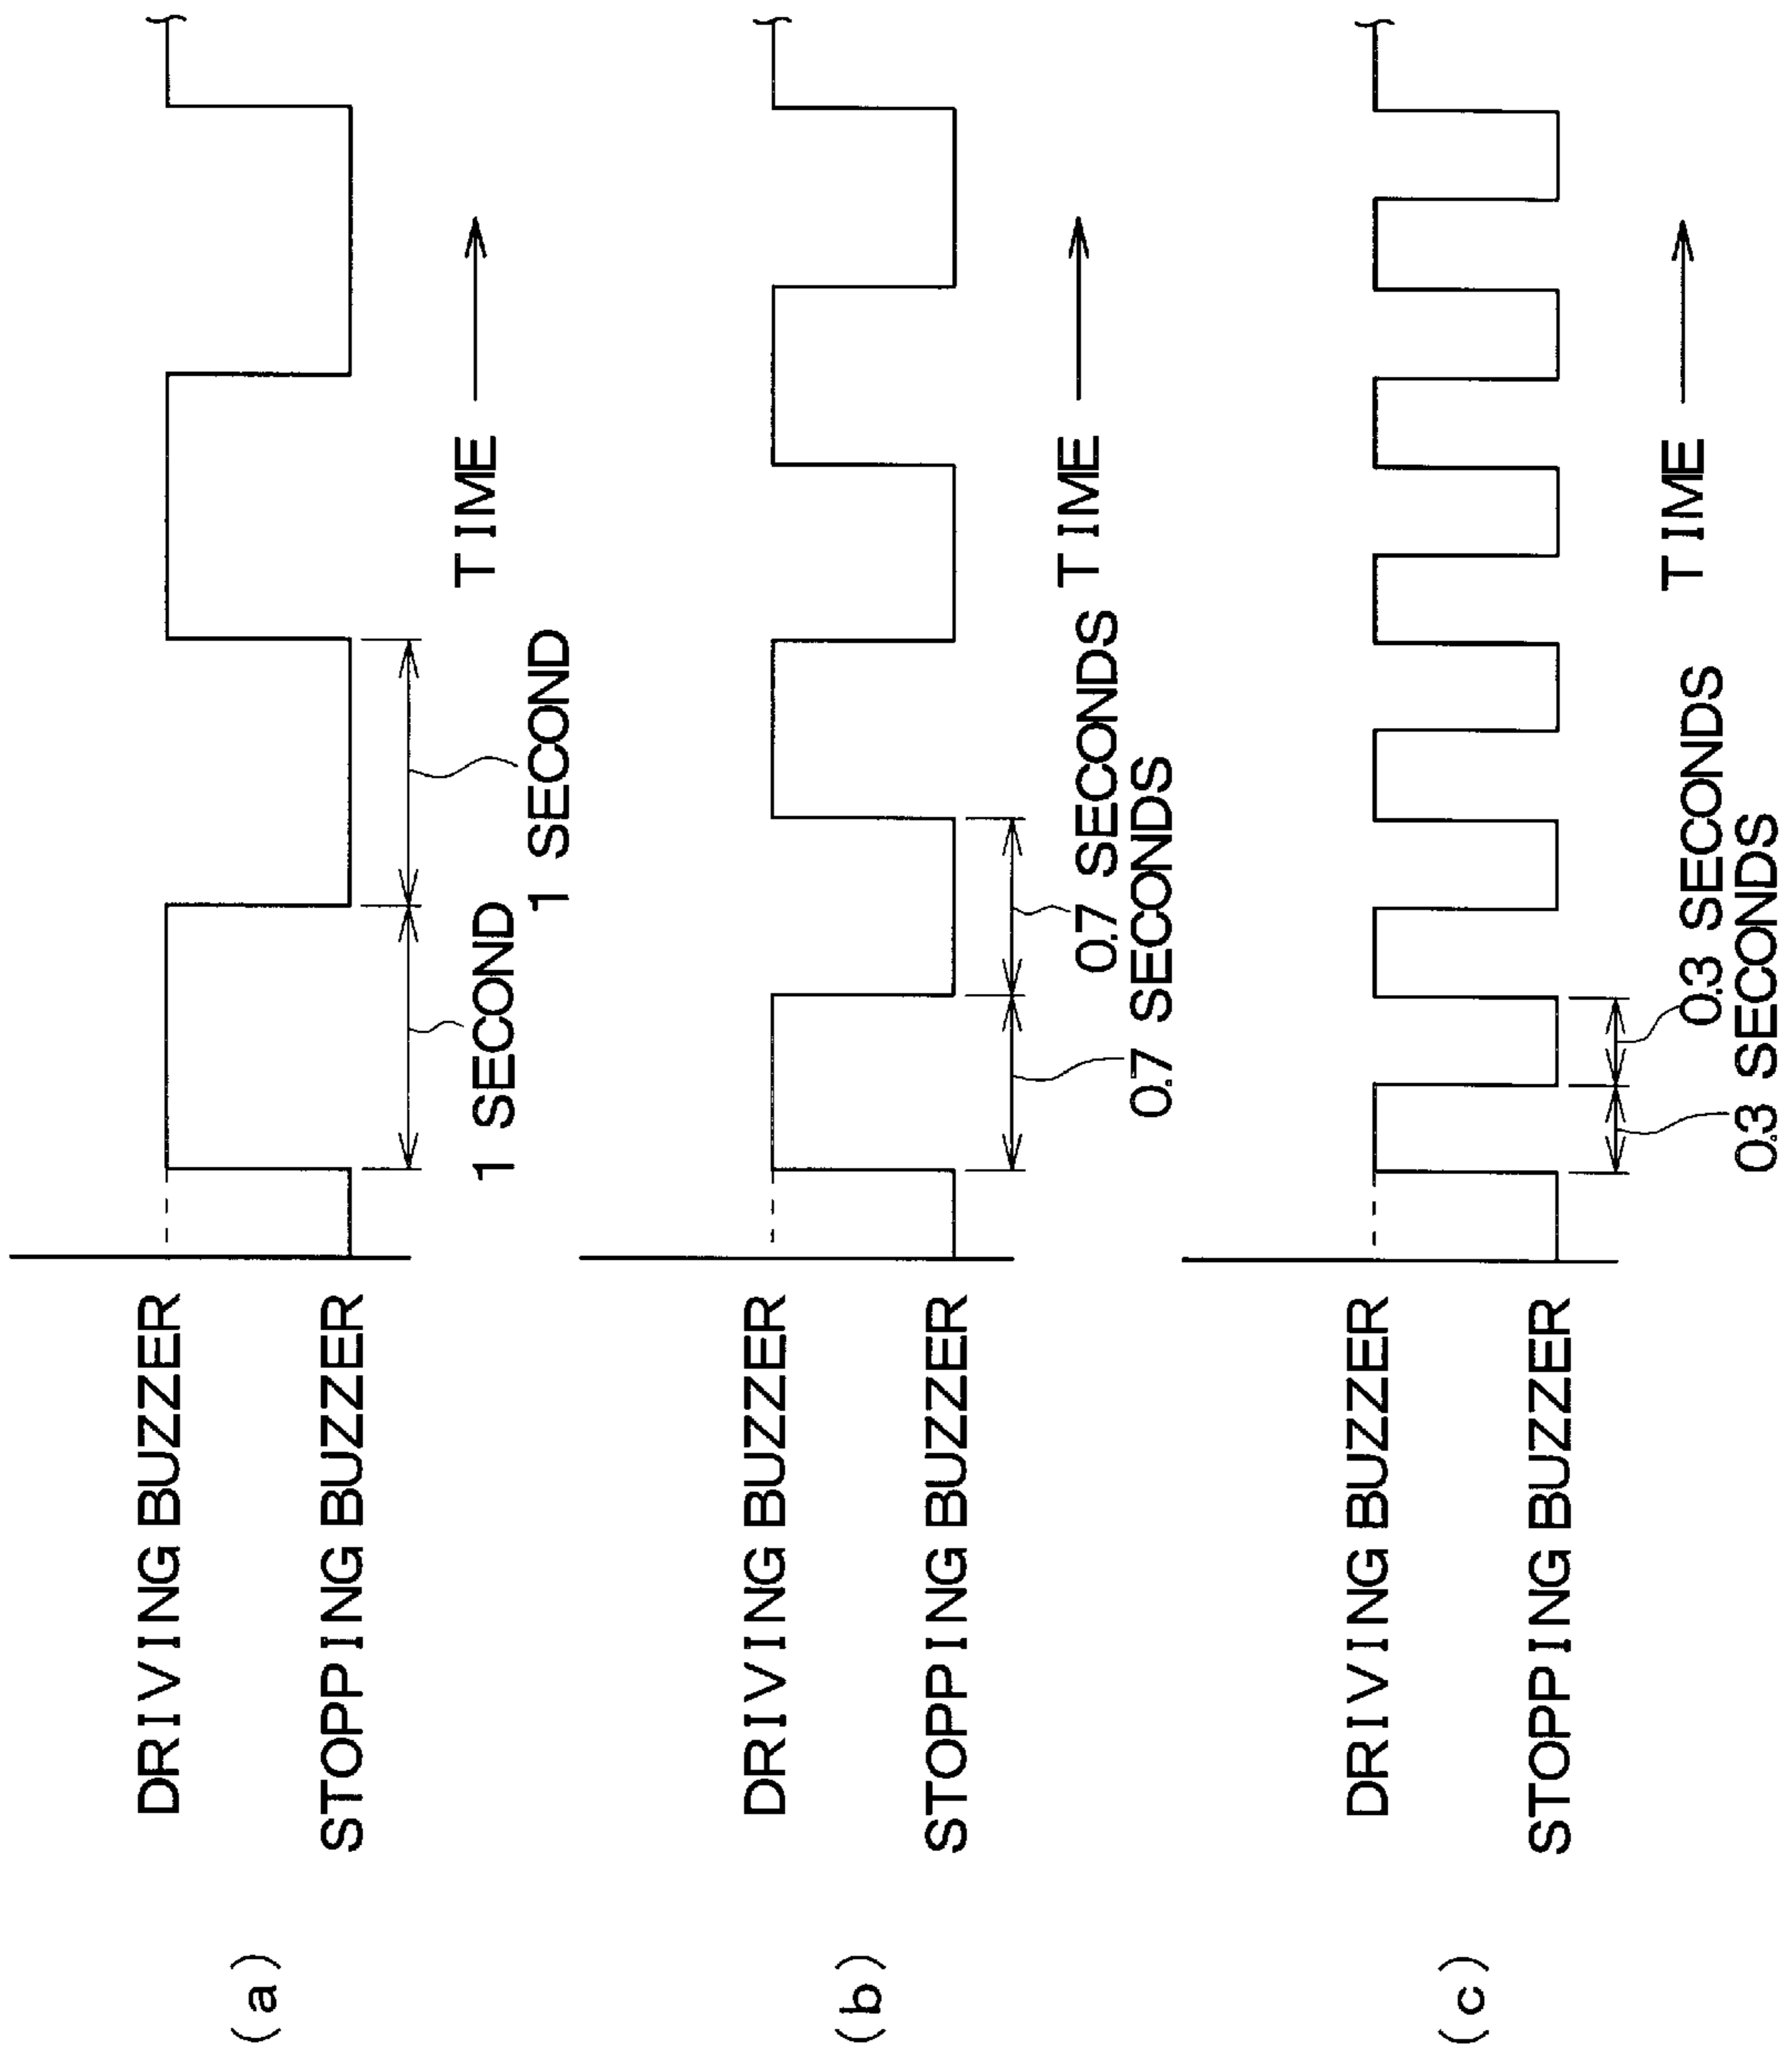 (a)
DRIVING BUZZER
STOPPING BUZZER
1 SECOND
1 SECOND
TIME
(b)
DRIVING BUZZER
STOPPING BUZZER
0.7 SECONDS
0.7 SECONDS
TIME
(c)
DRIVING BUZZER
STOPPING BUZZER
0.3 SECONDS
0.3 SECONDS
TIME